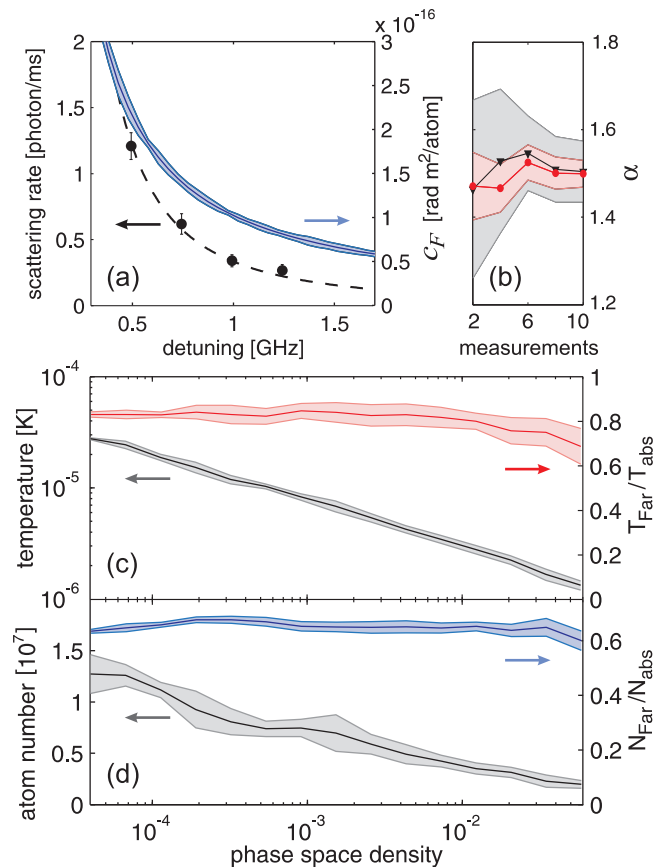 x 10⁻¹⁶
2
1.5
1
0.5
0
scattering rate [photon/ms]
3
2.5
2
1.5
1
0.5
0
c_F [rad m²/atom]
(a)
0.5
1
1.5
detuning [GHz]
1.8
1.6
1.4
1.2
α
(b)
2
6
10
measurements
10⁻⁴
10⁻⁵
10⁻⁶
temperature [K]
1
0.8
0.6
0.4
0.2
0
T_Far/T_abs
(c)
1.5
1
0.5
0
atom number [10⁷]
0.6
0.4
0.2
0
N_Far/N_abs
(d)
10⁻⁴
10⁻³
10⁻²
phase space density